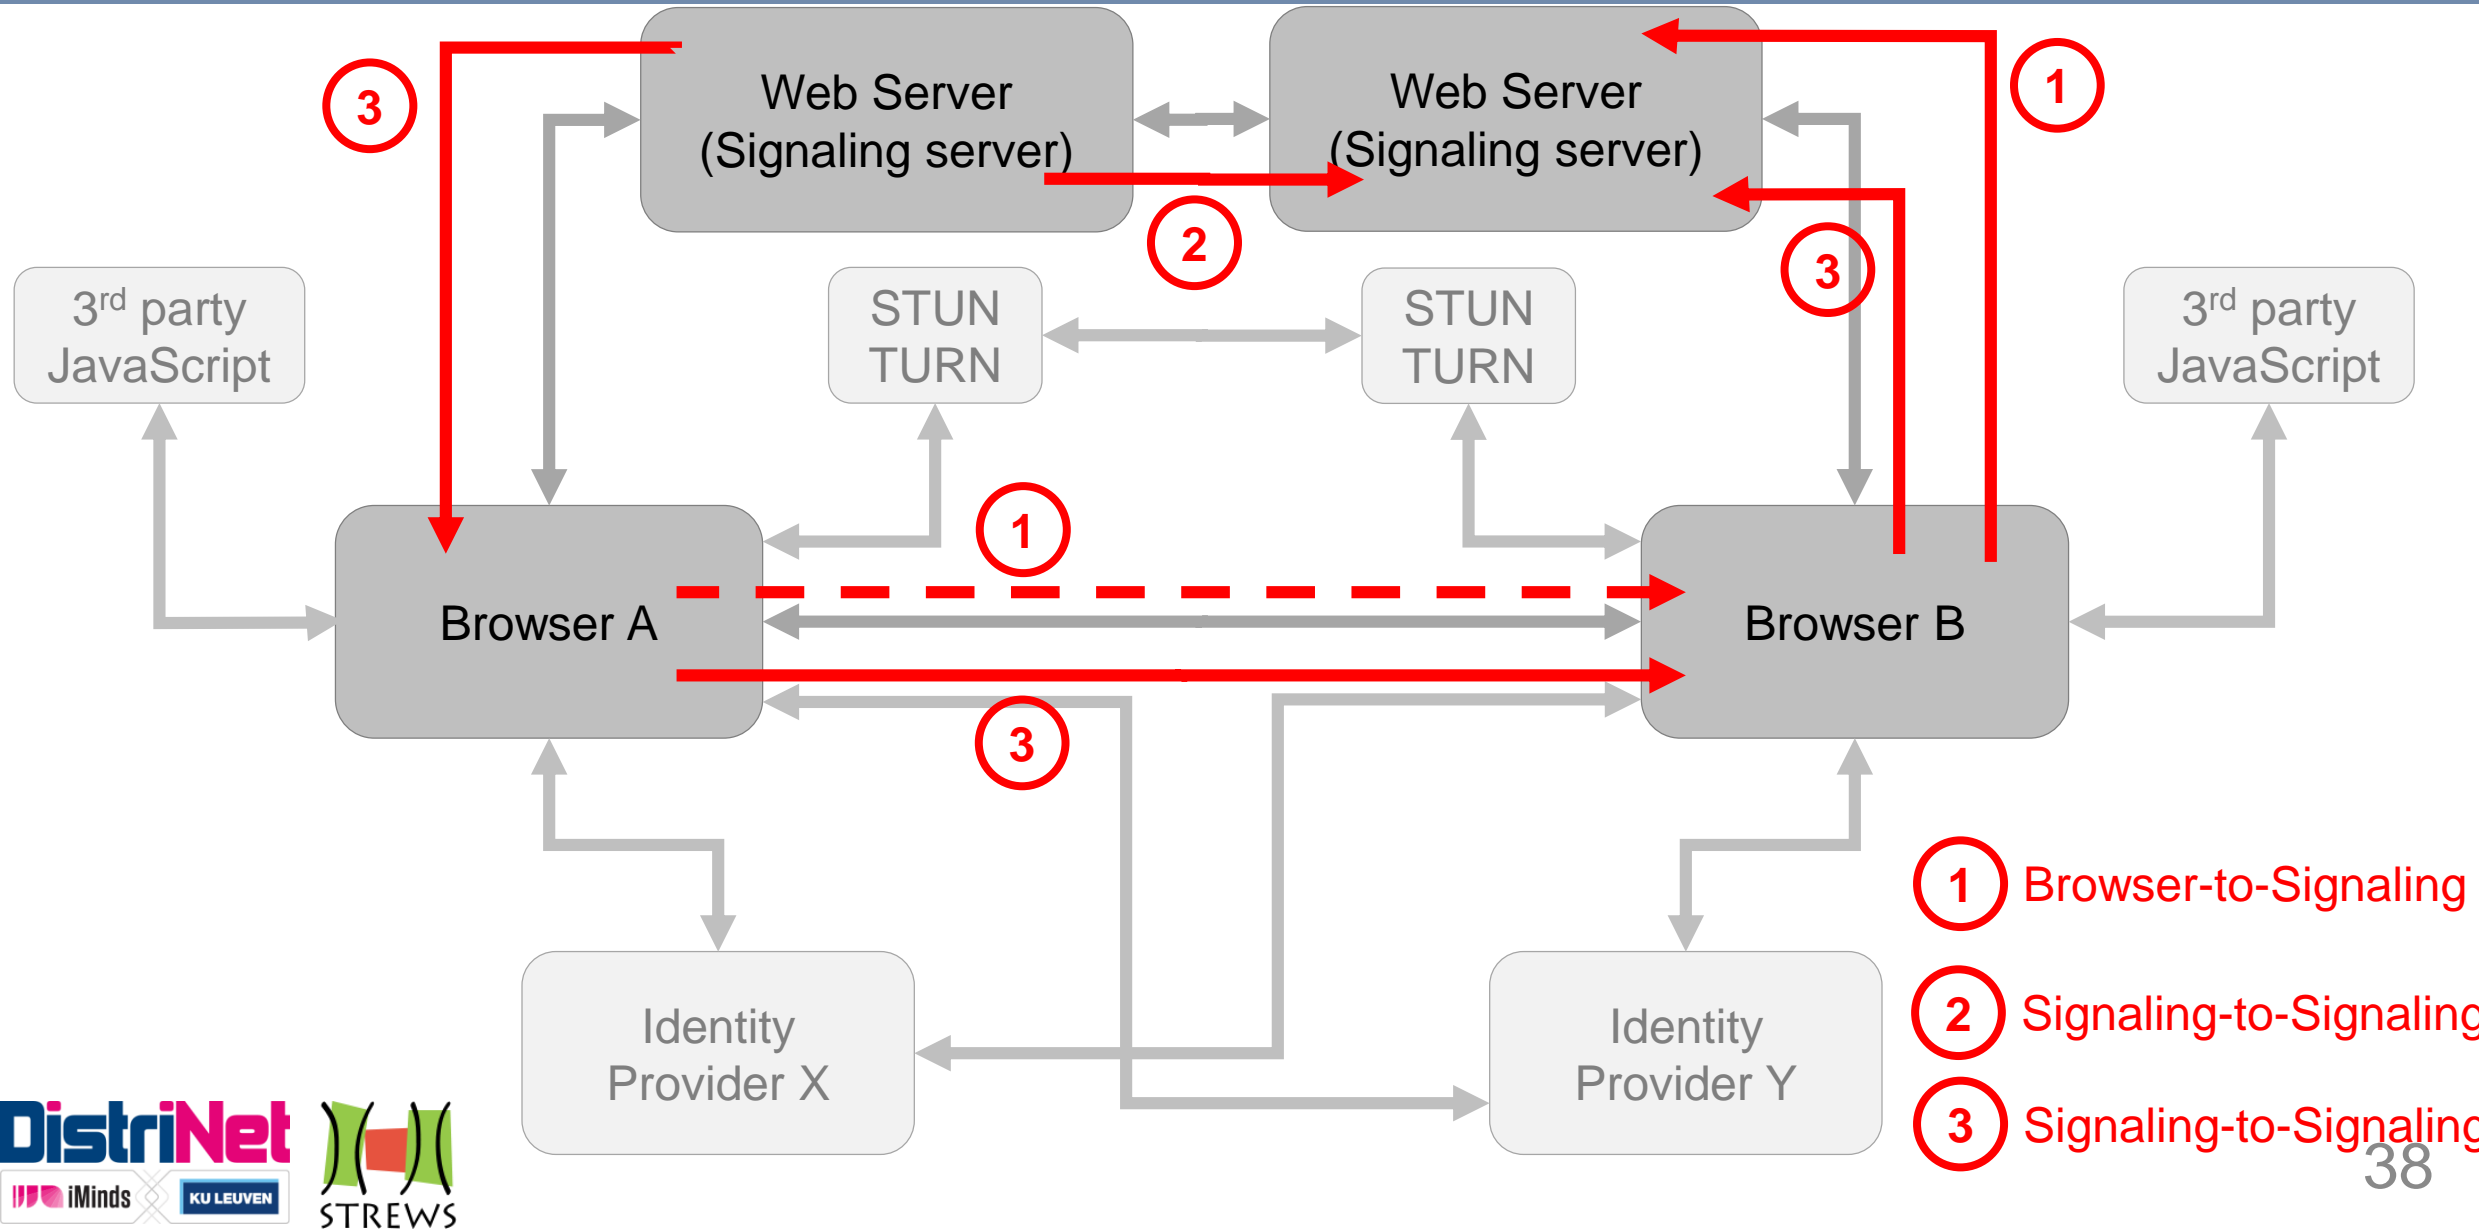 3
Web Server
(Signaling server)
Web Server
(Signaling server)
1
2
3
3rd party
JavaScript
STUN
TURN
STUN
TURN
3rd party
JavaScript
1
Browser A
Browser B
3
1 Browser-to-Signaling
Identity
Provider X
Identity
Provider Y
2 Signaling-to-Signaling
3 Signaling-to-Signaling
38
DistriNet
iMinds
KU LEUVEN
STREWS